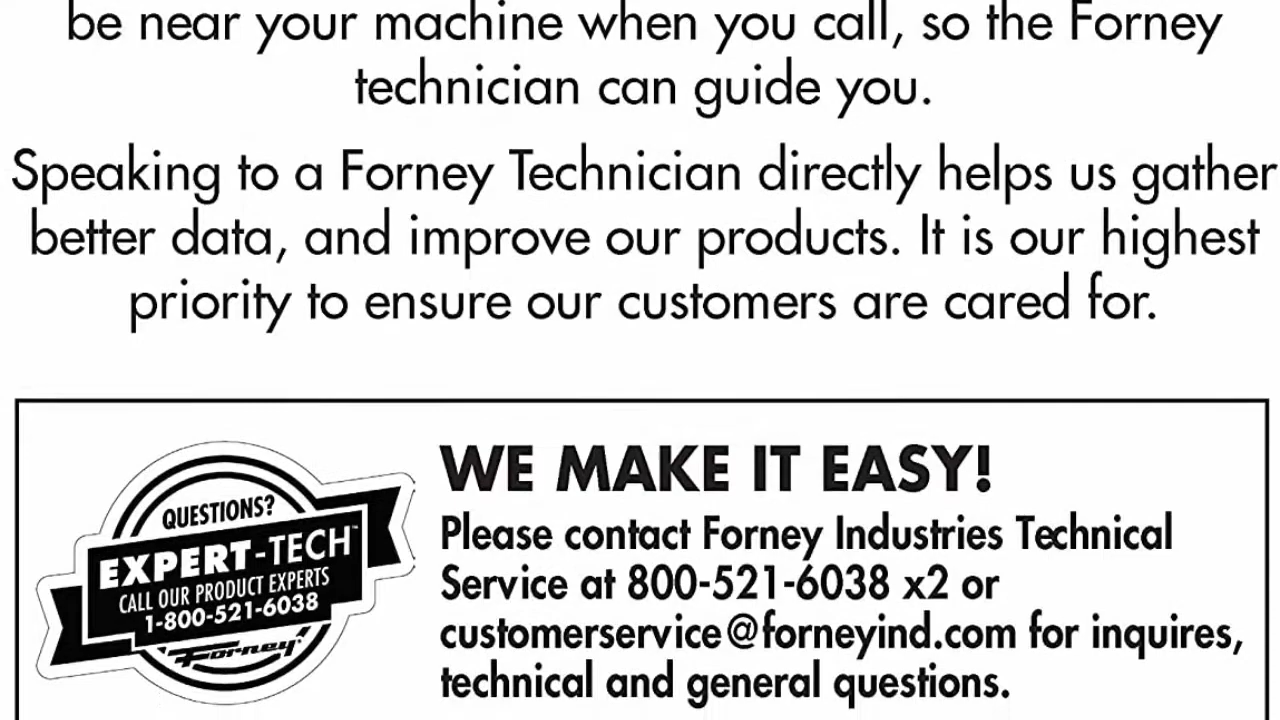 be near your machine when you call, so the Forney
technician can guide you.
Speaking to a Forney Technician directly helps us gather
better data, and improve our products. It is our highest
priority to ensure our customers are cared for.
QUESTIONS?
EXPERT-TECH™
CALL OUR PRODUCT EXPERTS
1-800-521-6038
Forney®
WE MAKE IT EASY!
Please contact Forney Industries Technical
Service at 800-521-6038 x2 or
customerservice@forneyind.com for inquires,
technical and general questions.